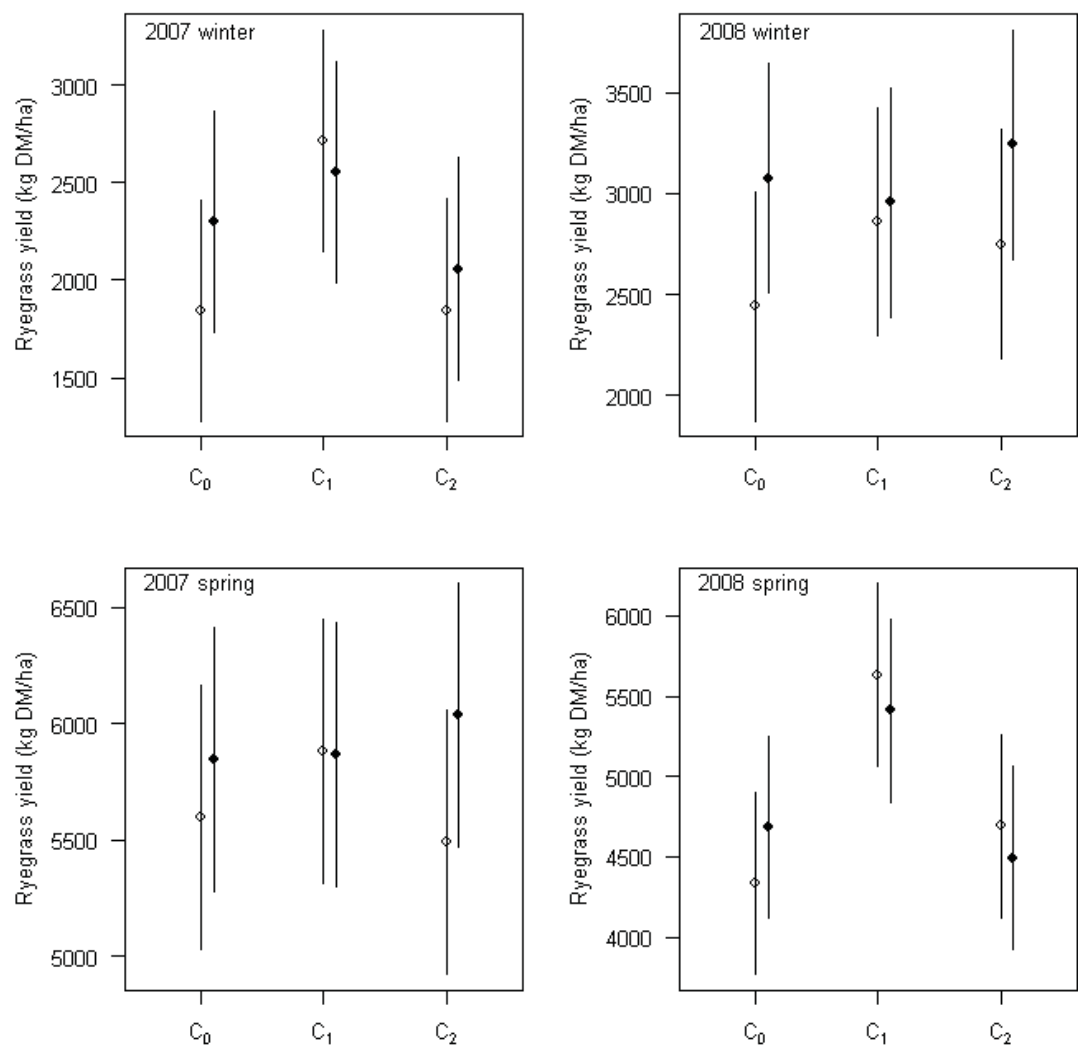 2007 winter
Ryegrass yield (kg DM/ha)
3000
2500
2000
1500
C₀ C₁ C₂
2008 winter
Ryegrass yield (kg DM/ha)
3500
3000
2500
2000
C₀ C₁ C₂
2007 spring
Ryegrass yield (kg DM/ha)
6500
6000
5500
5000
C₀ C₁ C₂
2008 spring
Ryegrass yield (kg DM/ha)
6000
5500
5000
4500
4000
C₀ C₁ C₂